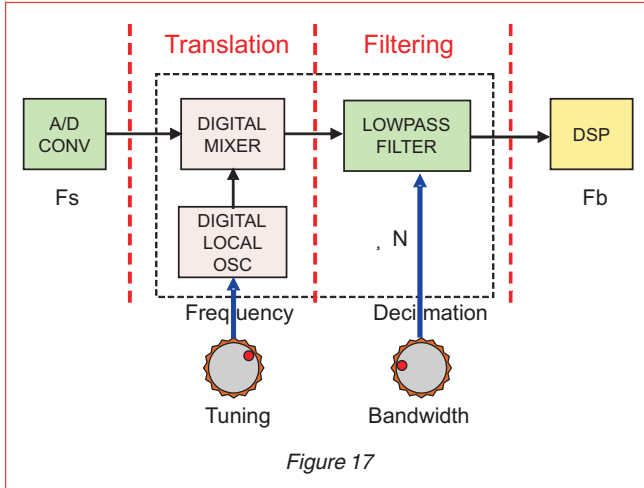 Translation
Filtering
A/D
CONV
DIGITAL
MIXER
LOWPASS
FILTER
DSP
Fs
Fb
DIGITAL
LOCAL
OSC
¸ N
Frequency
Decimation
Tuning
Bandwidth
Figure 17